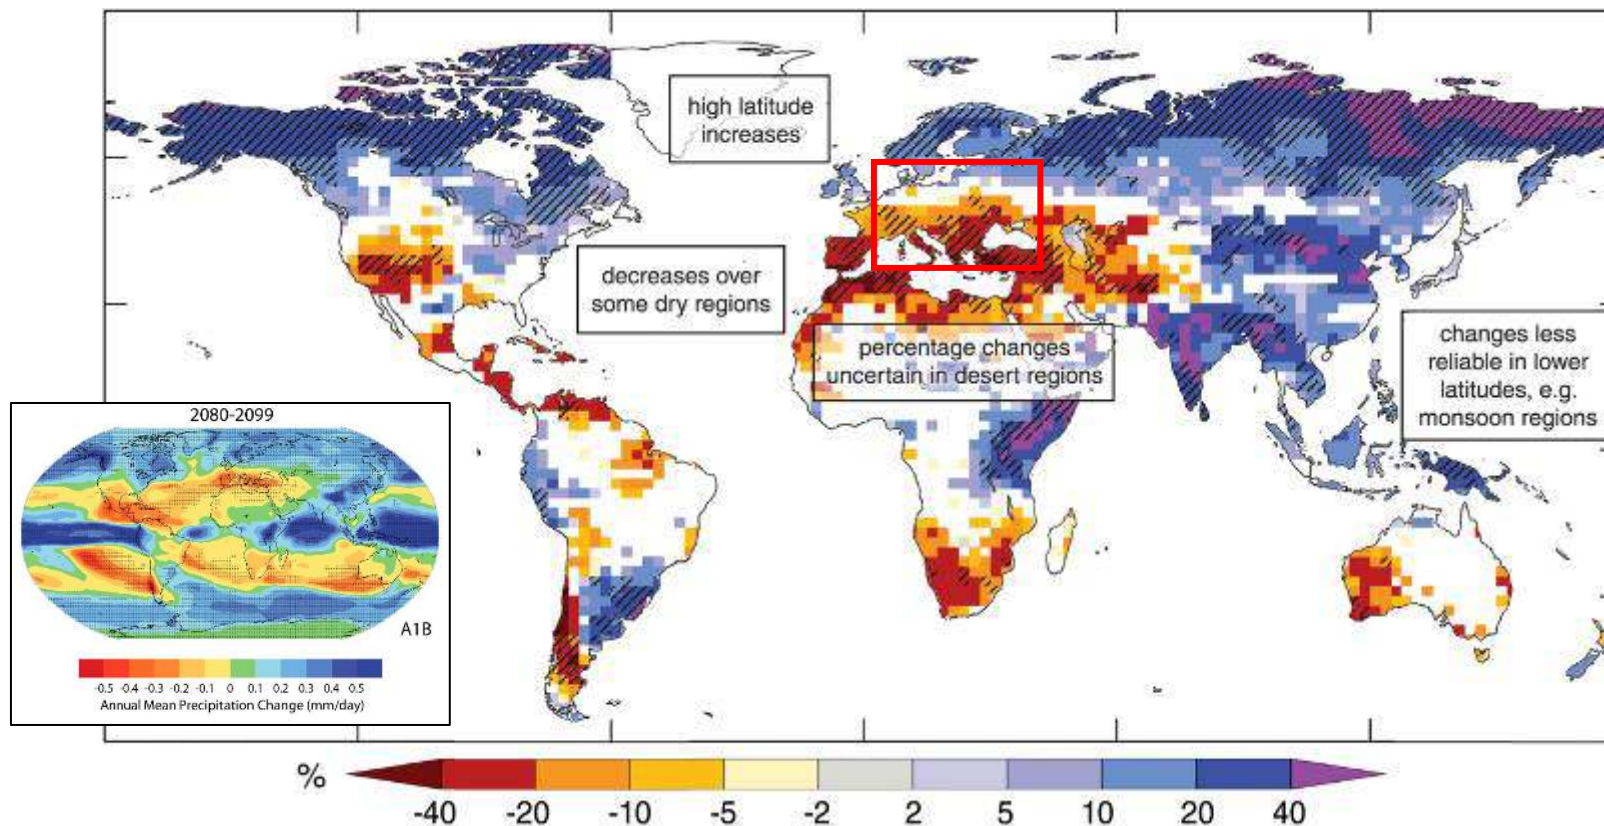 high latitude
increases
decreases over
some dry regions
percentage changes
uncertain in desert regions
changes less
reliable in lower
latitudes, e.g.
monsoon regions
2080-2099
A1B
-0.5 -0.4 -0.3 -0.2 -0.1 0 0.1 0.2 0.3 0.4 0.5
Annual Mean Precipitation Change (mm/day)
%
-40 -20 -10 -5 -2 2 5 10 20 40